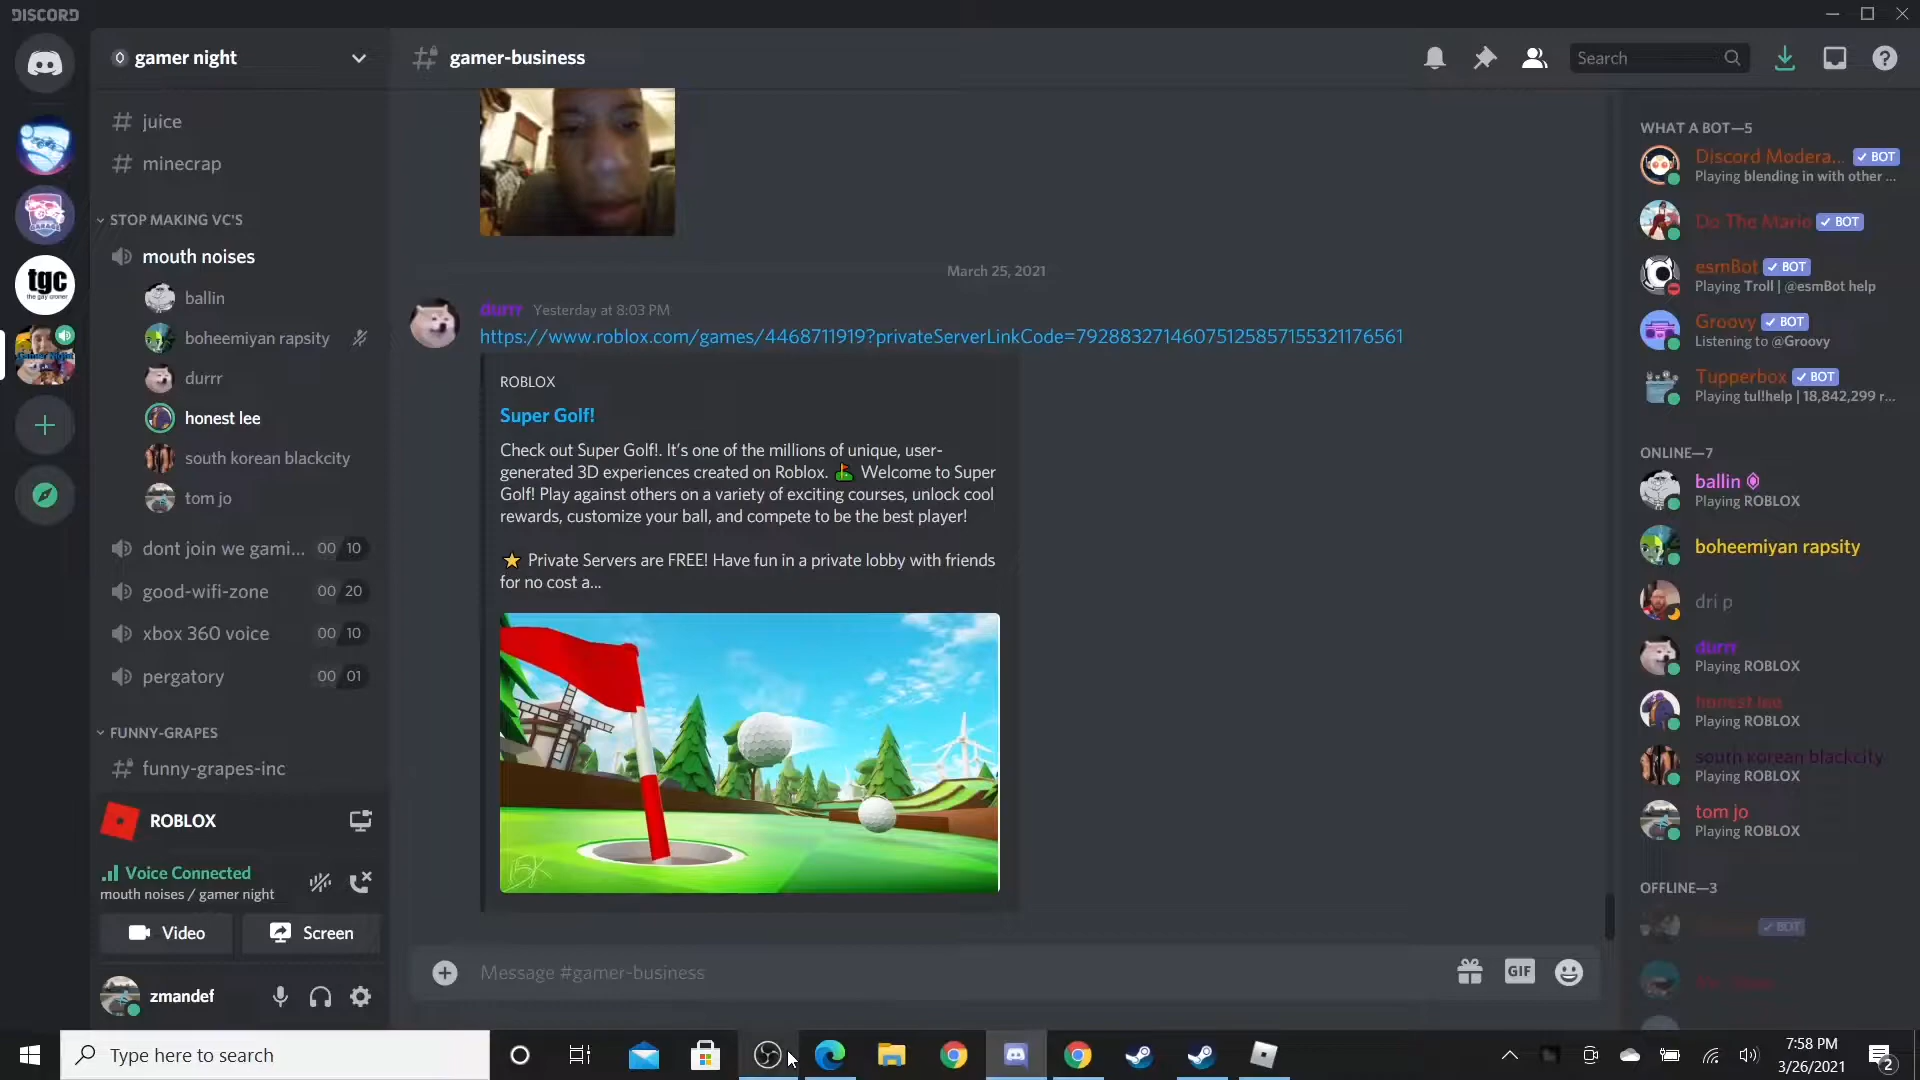 DISCORD
gamer night
juice
minecrap
STOP MAKING VC'S
mouth noises
ballin
boheemiyan rapsity
durrr
honest lee
south korean blackcity
tom jo
dont join we gami... 00 10
good-wifi-zone 00 20
xbox 360 voice 00 10
pergatory 00 01
FUNNY-GRAPES
funny-grapes-inc
ROBLOX
Voice Connected
mouth noises / gamer night
Video Screen
zmandef
tgc
the gay croner
Gamer Night
gamer-business
Search
March 25, 2021
durrr Yesterday at 8:03 PM
https://www.roblox.com/games/4468711919?privateServerLinkCode=79288327146075125857155321176561
ROBLOX
Super Golf!
Check out Super Golf!. It's one of the millions of unique, user-
generated 3D experiences created on Roblox. ⛳ Welcome to Super
Golf! Play against others on a variety of exciting courses, unlock cool
rewards, customize your ball, and compete to be the best player!
⭐ Private Servers are FREE! Have fun in a private lobby with friends
for no cost a...
Message #gamer-business
GIF
WHAT A BOT—5
Discord Modera... ✓ BOT
Playing blending in with other ...
Do The Mario ✓ BOT
esmBot ✓ BOT
Playing Troll | @esmBot help
Groovy ✓ BOT
Listening to @Groovy
Tupperbox ✓ BOT
Playing tul!help | 18,842,299 r...
ONLINE—7
ballin
Playing ROBLOX
boheemiyan rapsity
dri p
durrr
Playing ROBLOX
honest lee
Playing ROBLOX
south korean blackcity
Playing ROBLOX
tom jo
Playing ROBLOX
OFFLINE—3
✓ BOT
Type here to search
7:58 PM
3/26/2021
2